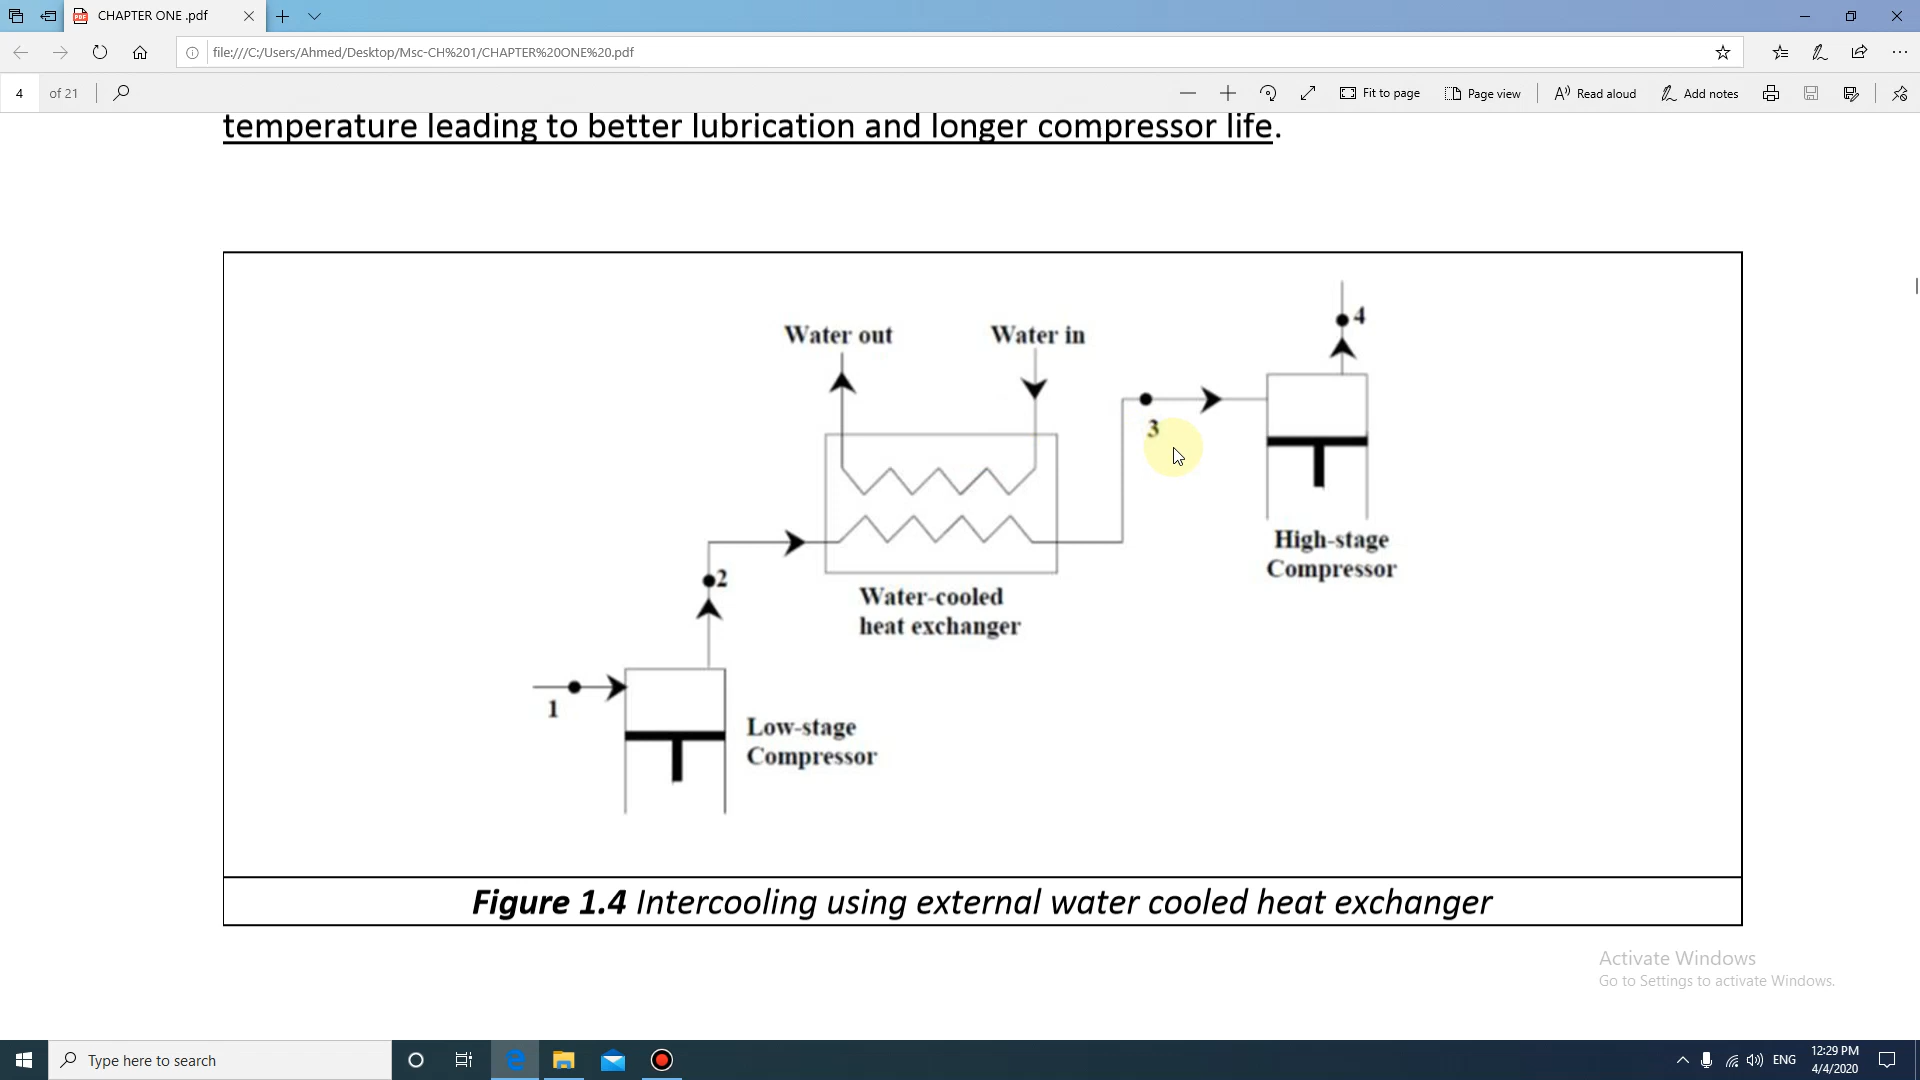 CHAPTER ONE .pdf
file:///C:/Users/Ahmed/Desktop/Msc-CH%201/CHAPTER%20ONE%20.pdf
4 of 21
Fit to page
Page view
Read aloud
Add notes
temperature leading to better lubrication and longer compressor life.
4
Water out
Water in
3
High-stage
Compressor
2
Water-cooled
heat exchanger
1
Low-stage
Compressor
Figure 1.4 Intercooling using external water cooled heat exchanger
Activate Windows
Go to Settings to activate Windows.
Type here to search
ENG
12:29 PM
4/4/2020